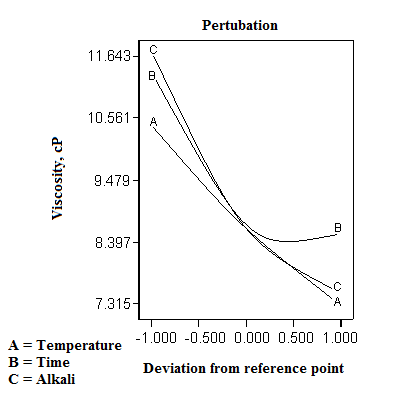 Pertubation
Viscosity, cP
11.643
10.561
9.479
8.397
7.315
C
B
A
B
C
A
-1.000 -0.500 0.000 0.500 1.000
Deviation from reference point
A = Temperature
B = Time
C = Alkali